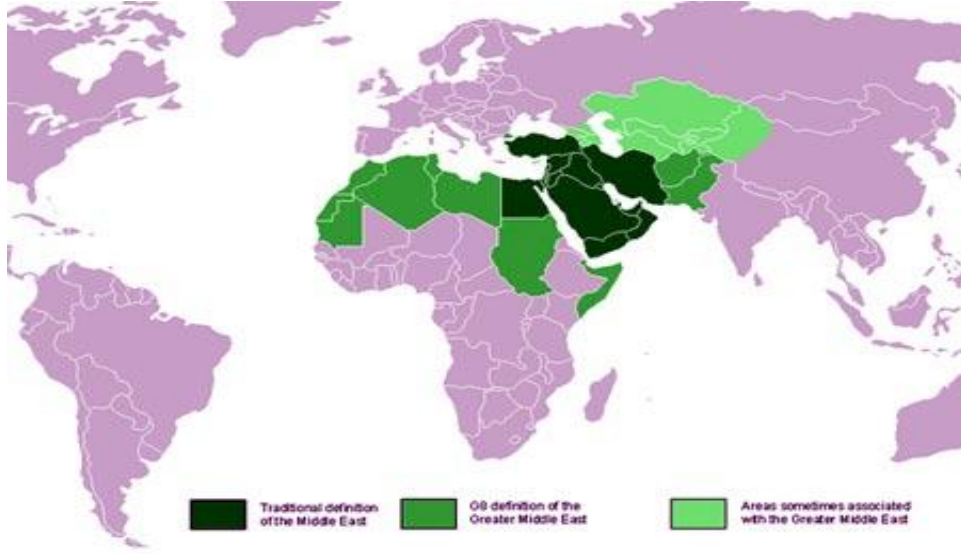 Traditional definition
of the Middle East
G8 definition of the
Greater Middle East
Areas sometimes associated
with the Greater Middle East